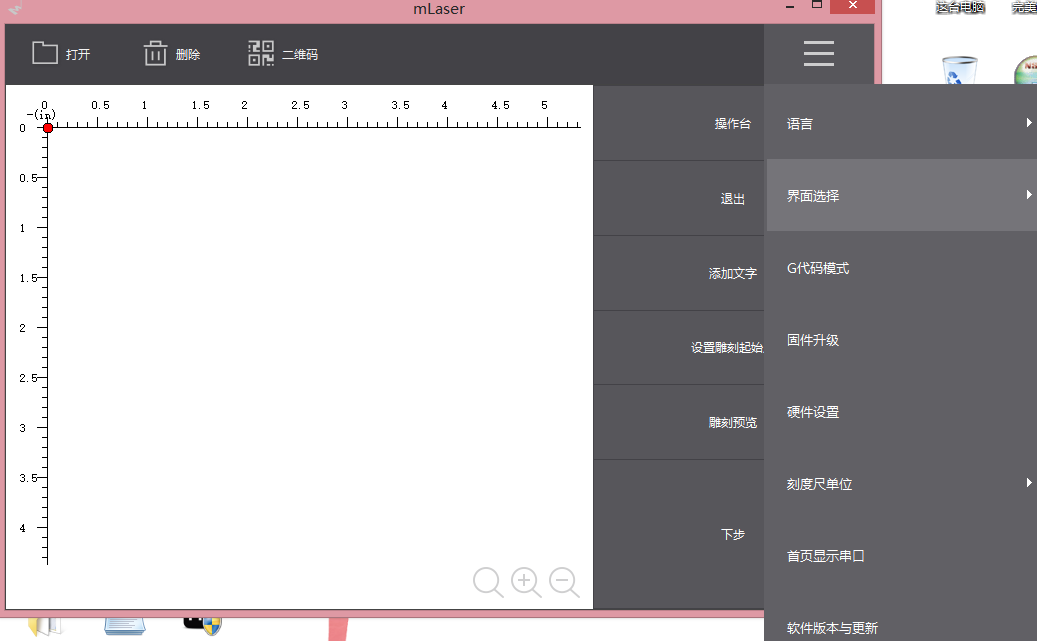 mLaser
这台电脑
完美
打开
删除
二维码
0 0.5 1 1.5 2 2.5 3 3.5 4 4.5 5
-(in)
0
0.5
1
1.5
2
2.5
3
3.5
4
操作台
退出
添加文字
设置雕刻起始
雕刻预览
下步
语言
界面选择
G代码模式
固件升级
硬件设置
刻度尺单位
首页显示串口
软件版本与更新